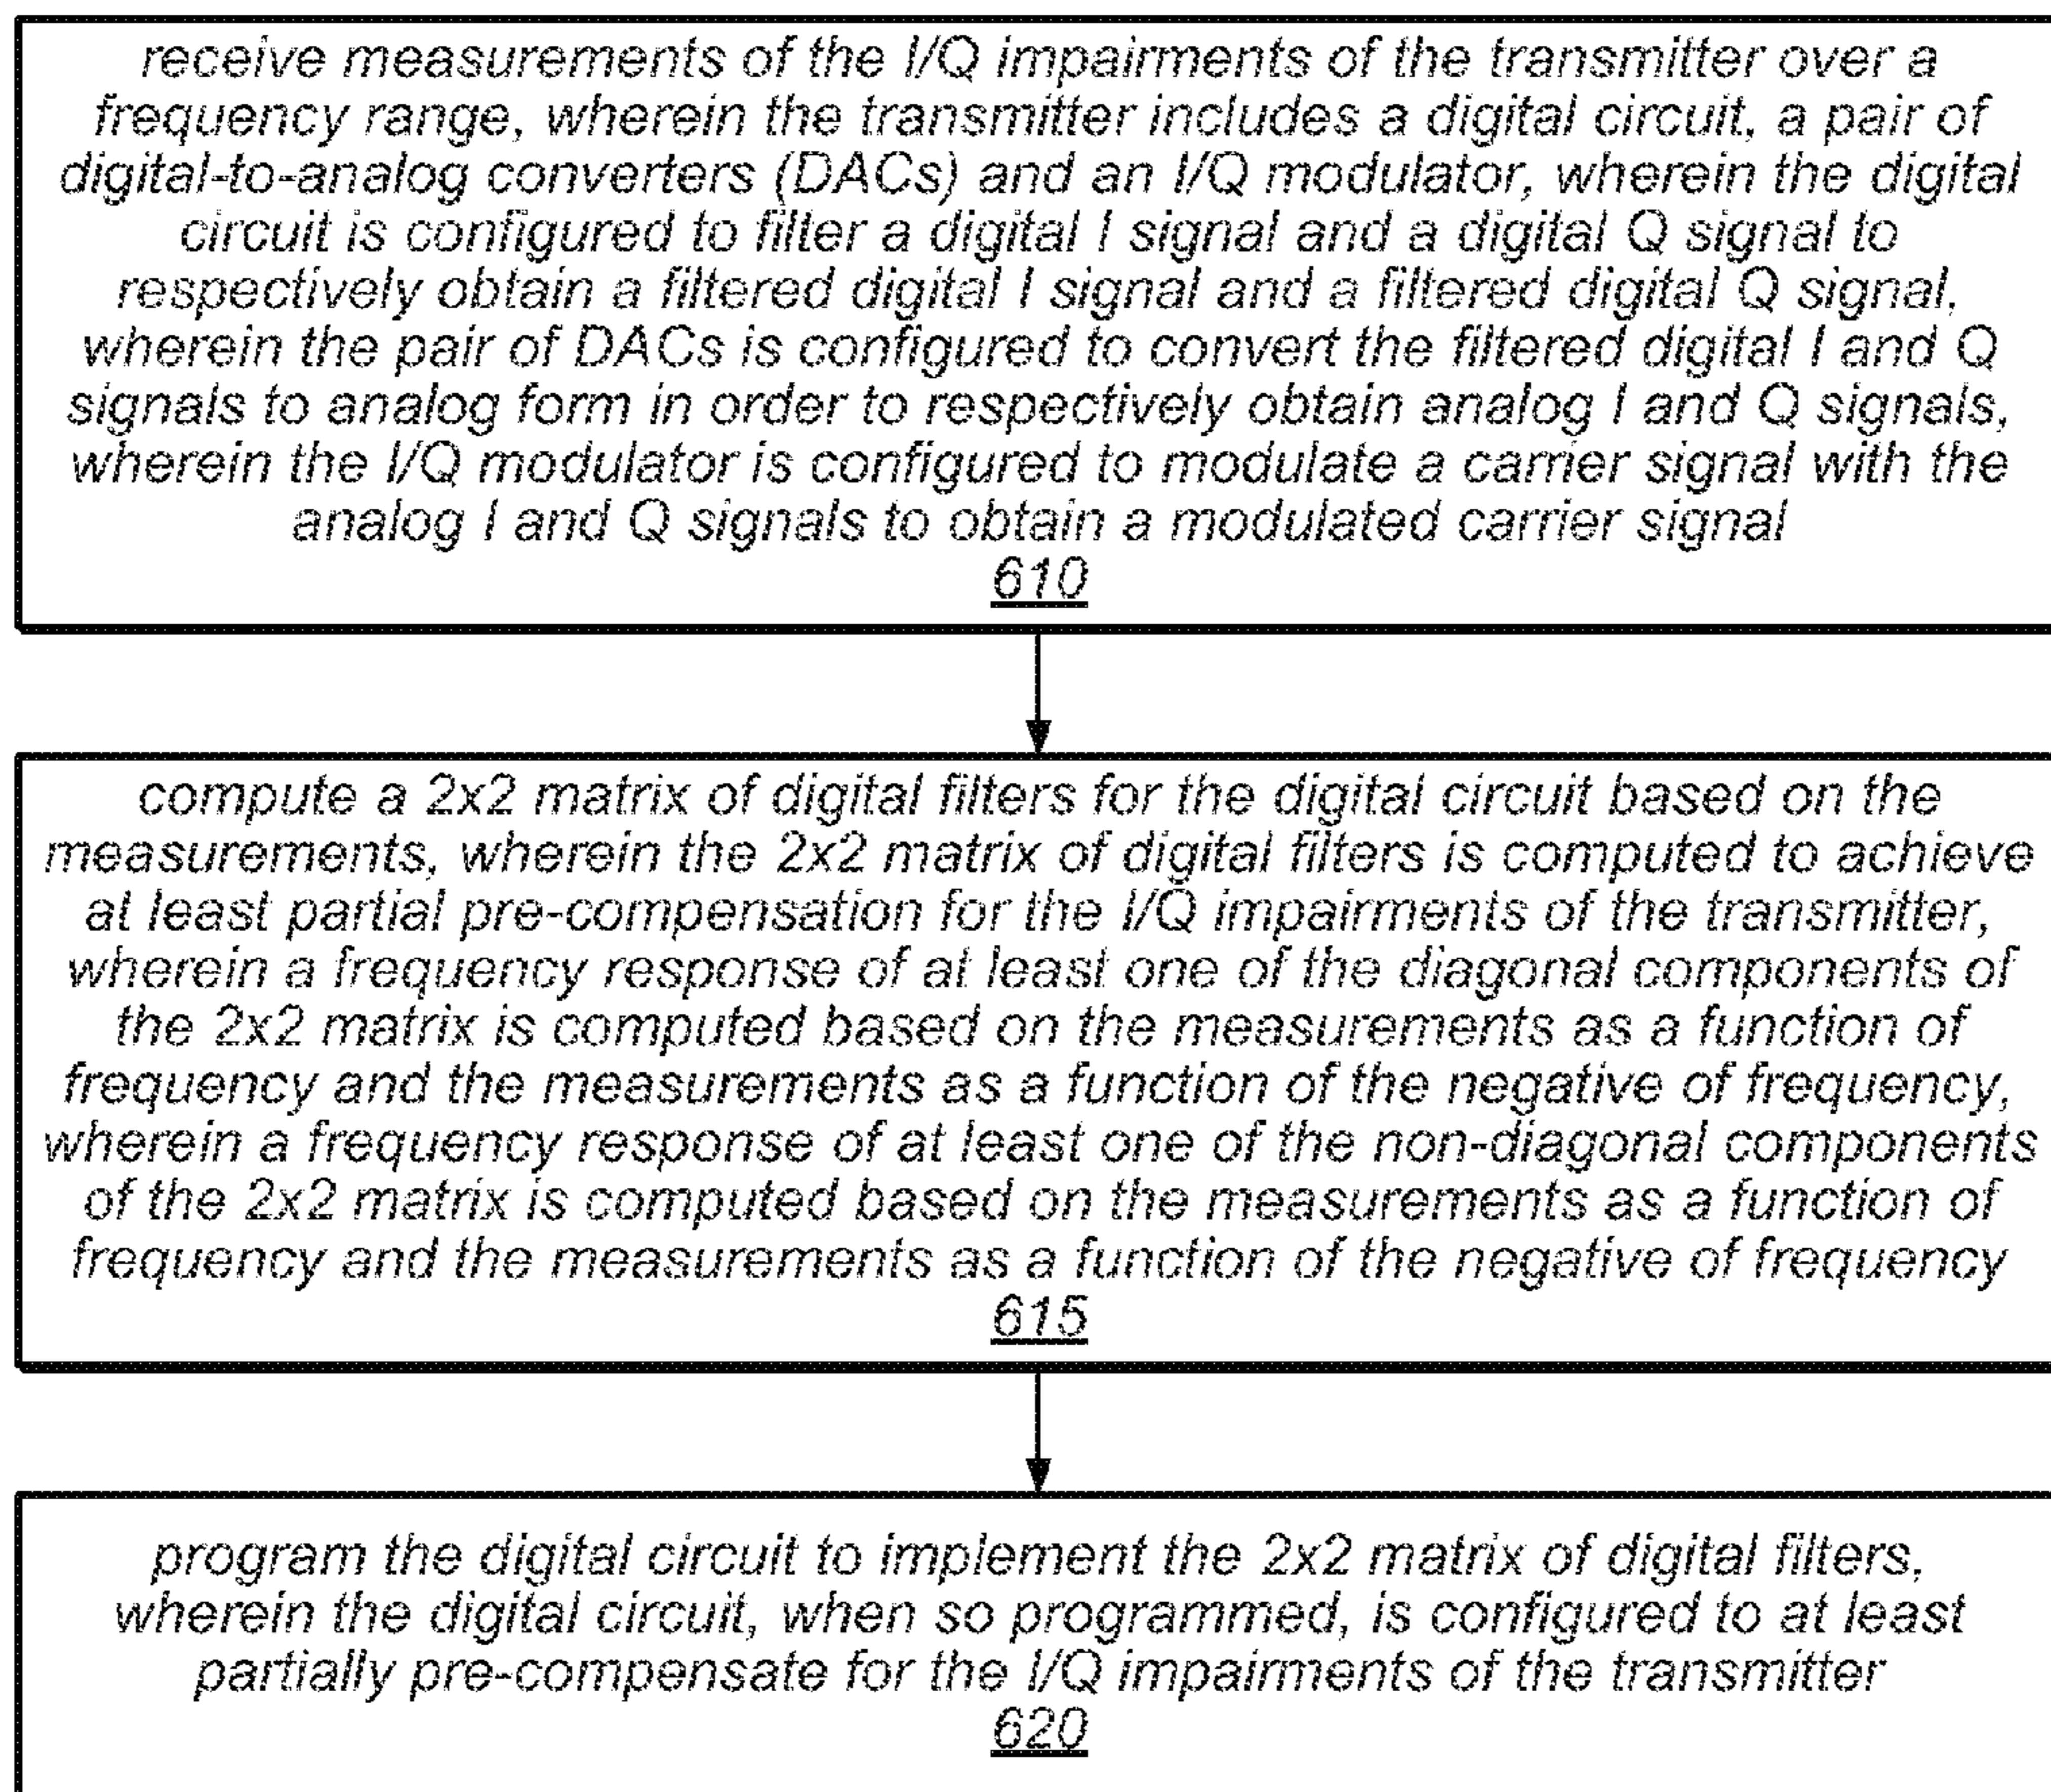 receive measurements of the I/Q impairments of the transmitter over a
frequency range, wherein the transmitter includes a digital circuit, a pair of
digital-to-analog converters (DACs) and an I/Q modulator, wherein the digital
circuit is configured to filter a digital I signal and a digital Q signal to
respectively obtain a filtered digital I signal and a filtered digital Q signal,
wherein the pair of DACs is configured to convert the filtered digital I and Q
signals to analog form in order to respectively obtain analog I and Q signals,
wherein the I/Q modulator is configured to modulate a carrier signal with the
analog I and Q signals to obtain a modulated carrier signal
610
compute a 2x2 matrix of digital filters for the digital circuit based on the
measurements, wherein the 2x2 matrix of digital filters is computed to achieve
at least partial pre-compensation for the I/Q impairments of the transmitter,
wherein a frequency response of at least one of the diagonal components of
the 2x2 matrix is computed based on the measurements as a function of
frequency and the measurements as a function of the negative of frequency,
wherein a frequency response of at least one of the non-diagonal components
of the 2x2 matrix is computed based on the measurements as a function of
frequency and the measurements as a function of the negative of frequency
615
program the digital circuit to implement the 2x2 matrix of digital filters,
wherein the digital circuit, when so programmed, is configured to at least
partially pre-compensate for the I/Q impairments of the transmitter
620